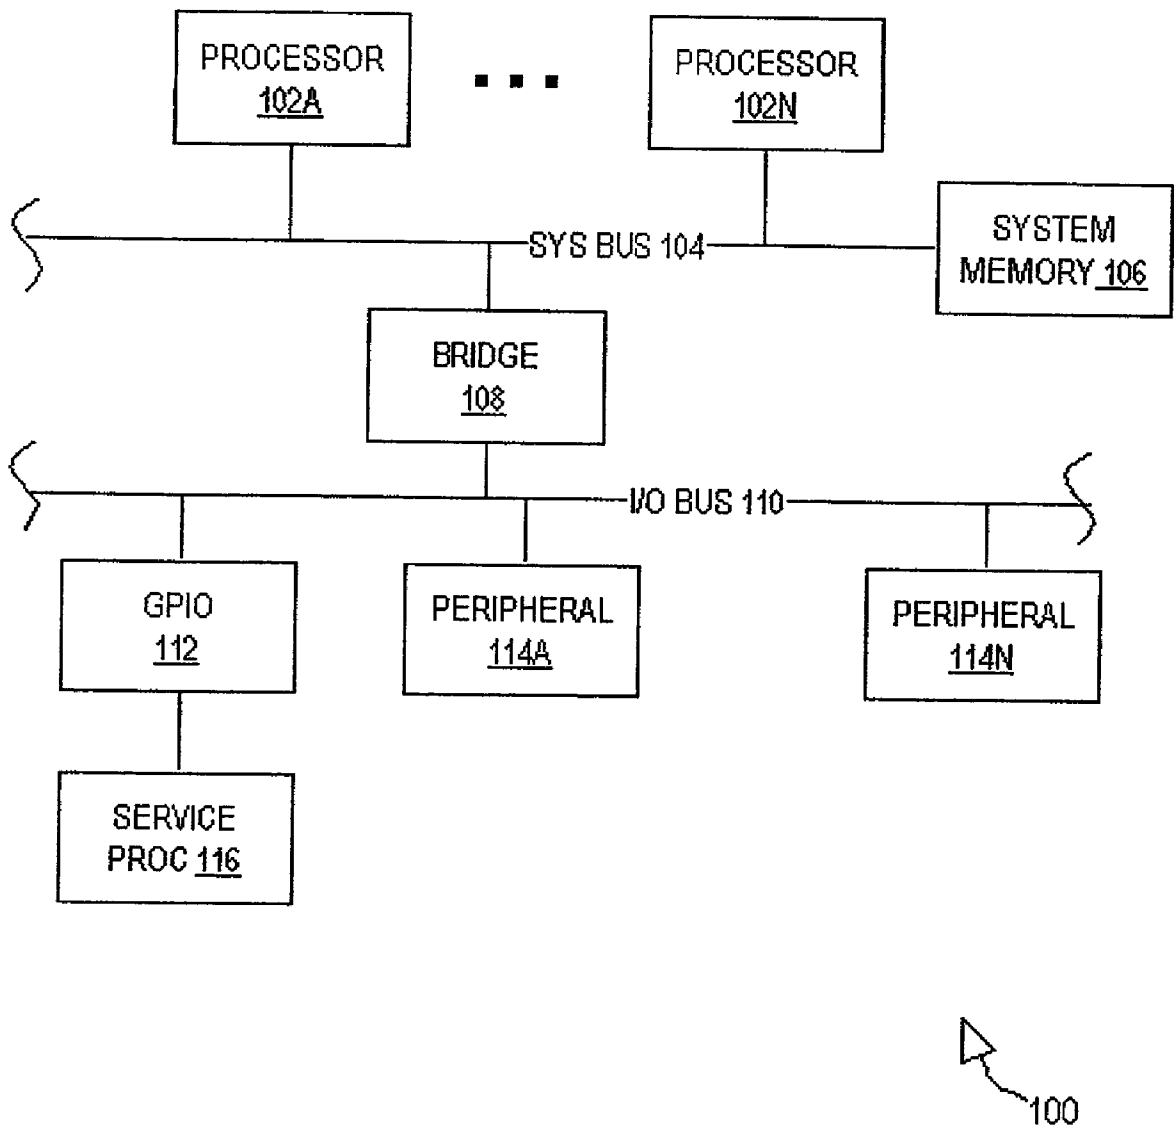 PROCESSOR
102A
PROCESSOR
102N
SYSTEM
MEMORY 106
SYS BUS 104
BRIDGE
108
I/O BUS 110
GPIO
112
PERIPHERAL
114A
PERIPHERAL
114N
SERVICE
PROC 116
100